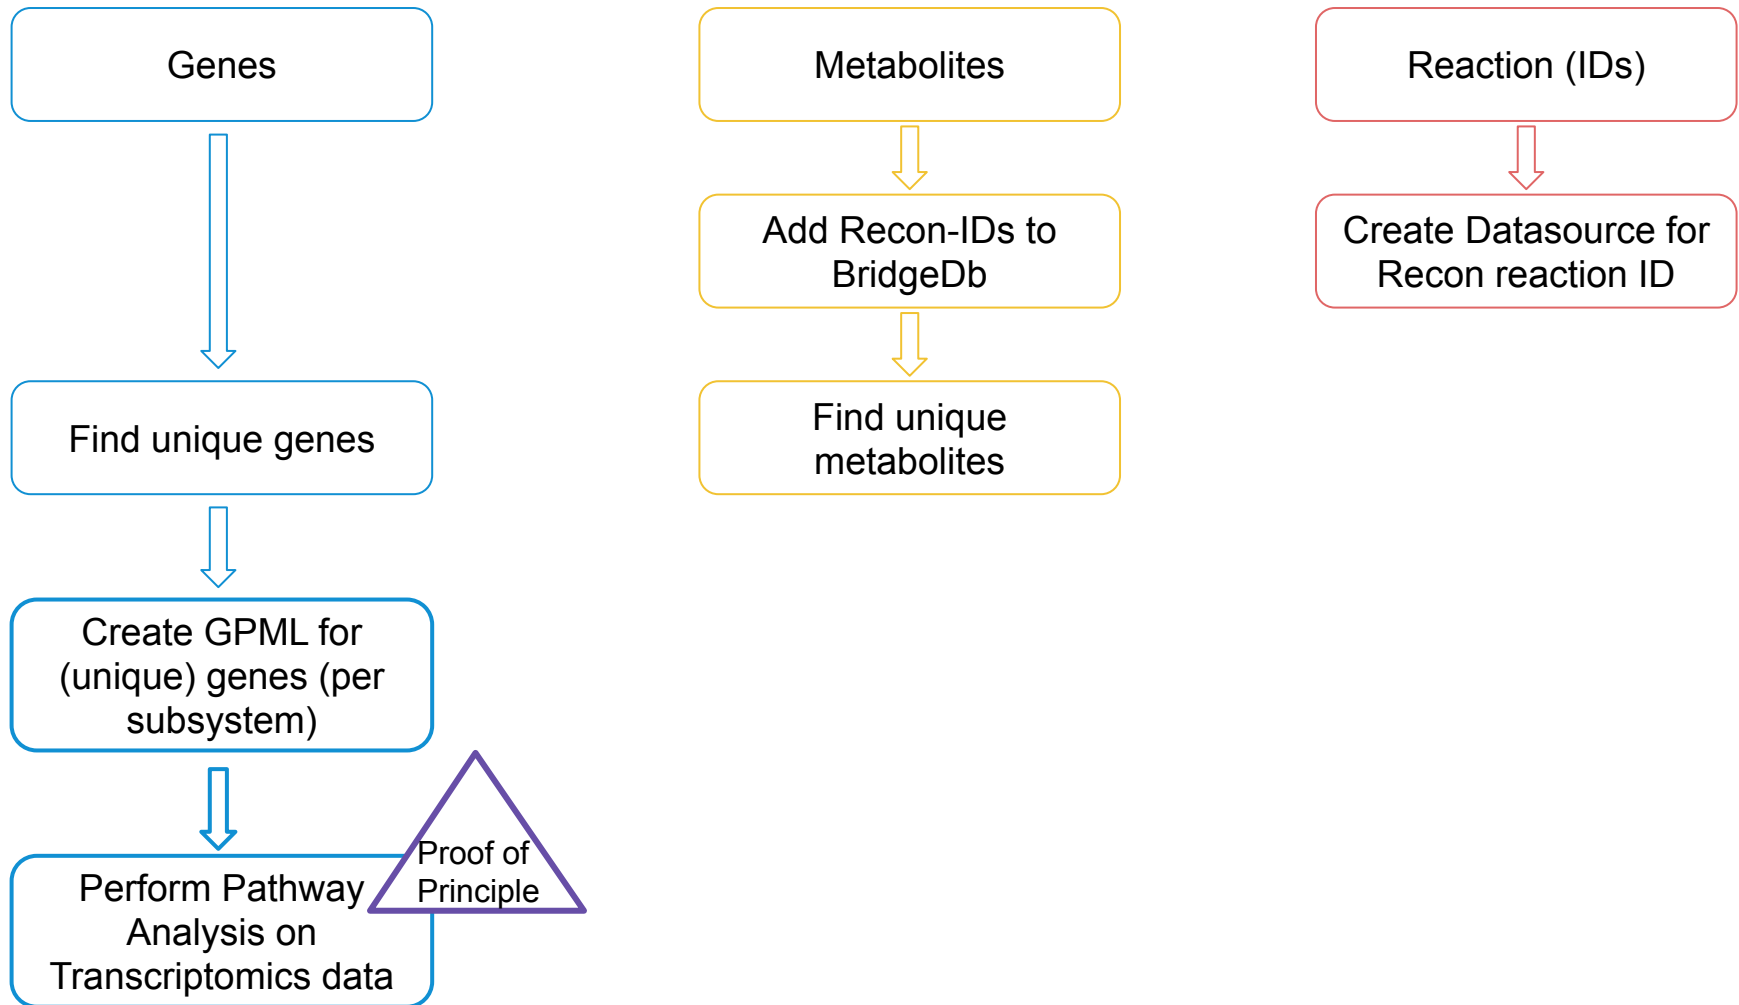 Genes
Metabolites
Reaction (IDs)
Add Recon-IDs to
BridgeDb
Create Datasource for
Recon reaction ID
Find unique genes
Find unique
metabolites
Create GPML for
(unique) genes (per
subsystem)
Perform Pathway
Analysis on
Transcriptomics data
Proof of
Principle